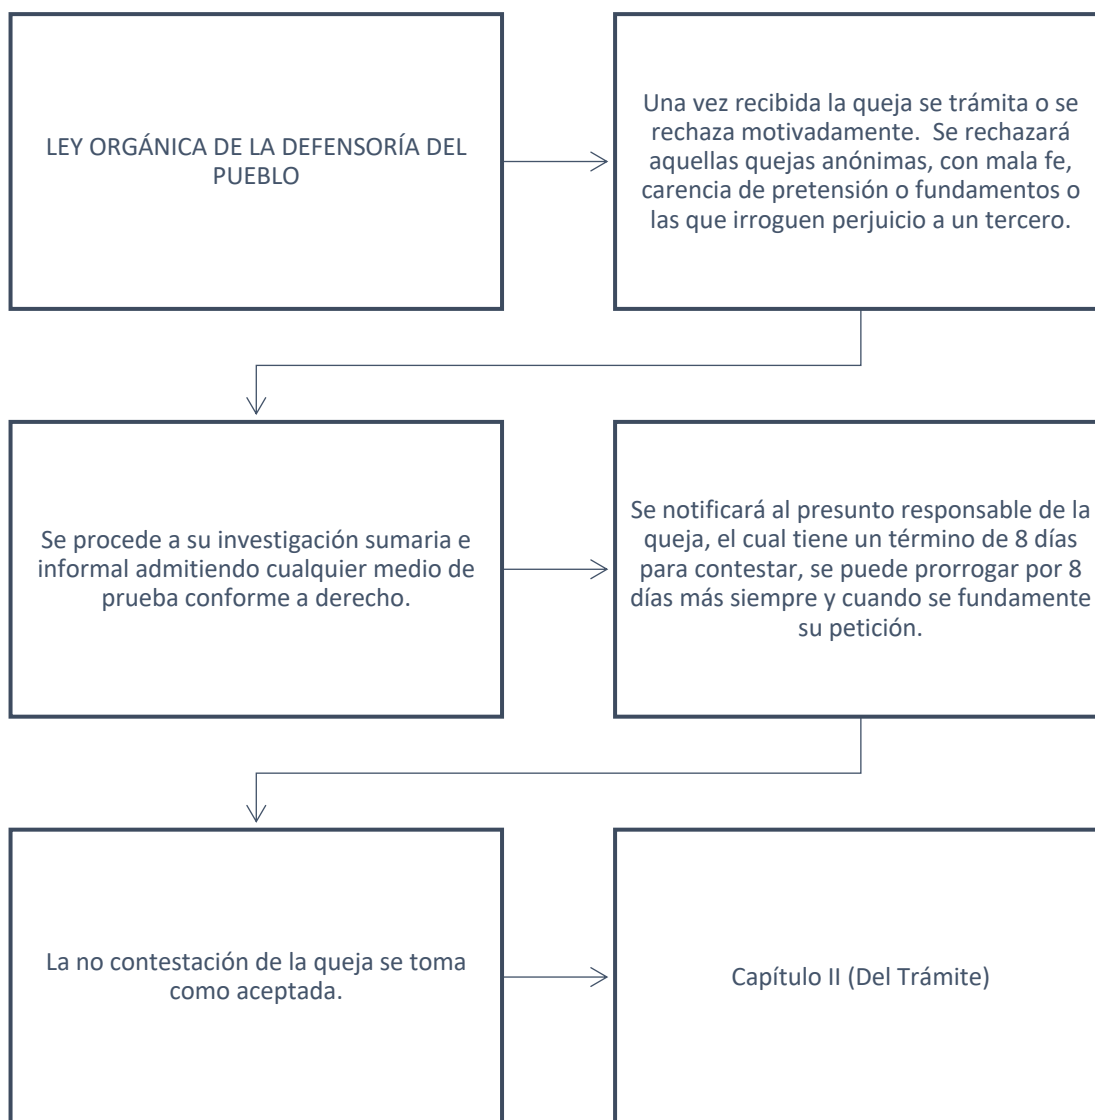 LEY ORGÁNICA DE LA DEFENSORÍA DEL
PUEBLO
Una vez recibida la queja se trámita o se
rechaza motivadamente. Se rechazará
aquellas quejas anónimas, con mala fe,
carencia de pretensión o fundamentos o
las que irroguen perjuicio a un tercero.
Se procede a su investigación sumaria e
informal admitiendo cualquier medio de
prueba conforme a derecho.
Se notificará al presunto responsable de la
queja, el cual tiene un término de 8 días
para contestar, se puede prorrogar por 8
días más siempre y cuando se fundamente
su petición.
La no contestación de la queja se toma
como aceptada.
Capítulo II (Del Trámite)